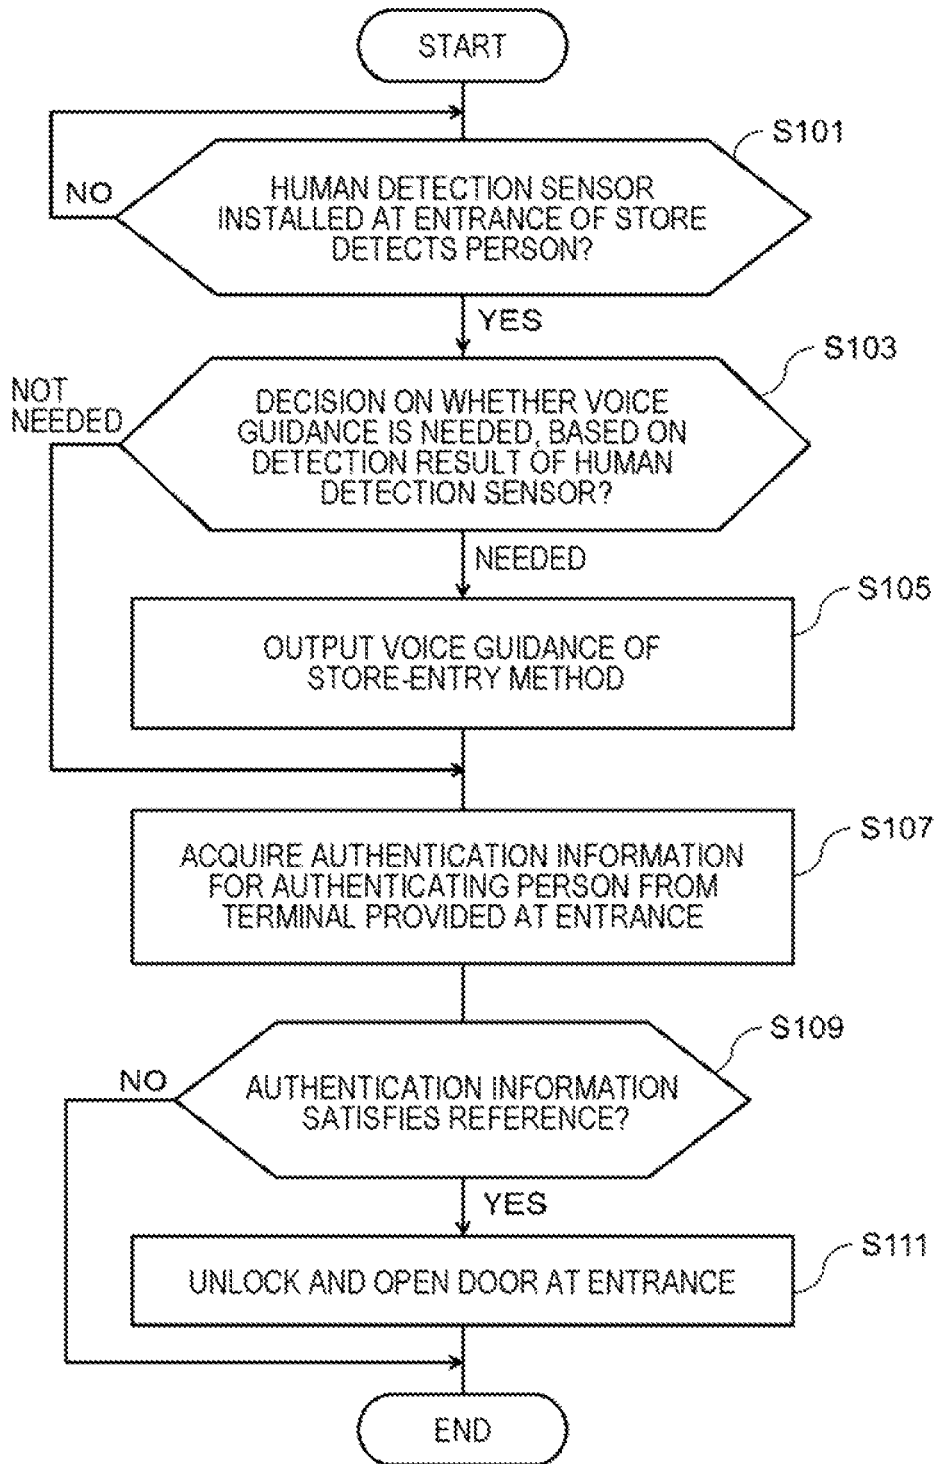 START
S101
NO
HUMAN DETECTION SENSOR
INSTALLED AT ENTRANCE OF STORE
DETECTS PERSON?
YES
S103
NOT
NEEDED
DECISION ON WHETHER VOICE
GUIDANCE IS NEEDED, BASED ON
DETECTION RESULT OF HUMAN
DETECTION SENSOR?
NEEDED
S105
OUTPUT VOICE GUIDANCE OF
STORE-ENTRY METHOD
S107
ACQUIRE AUTHENTICATION INFORMATION
FOR AUTHENTICATING PERSON FROM
TERMINAL PROVIDED AT ENTRANCE
S109
NO
AUTHENTICATION INFORMATION
SATISFIES REFERENCE?
YES
S111
UNLOCK AND OPEN DOOR AT ENTRANCE
END